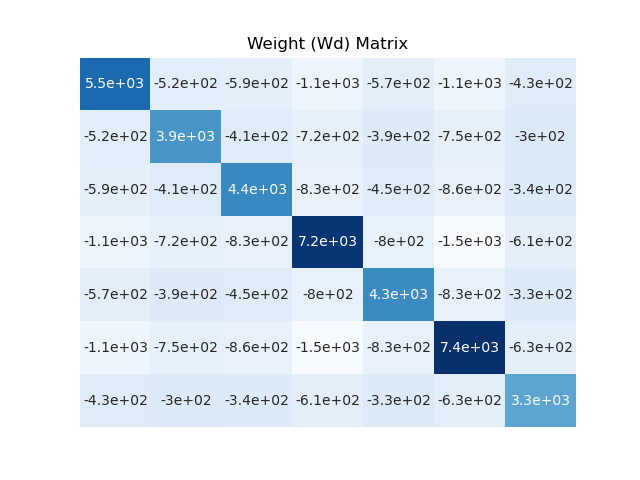 Weight (Wd) Matrix
5.5e+03 -5.2e+02 -5.9e+02 -1.1e+03 -5.7e+02 -1.1e+03 -4.3e+02
-5.2e+02 3.9e+03 -4.1e+02 -7.2e+02 -3.9e+02 -7.5e+02 -3e+02
-5.9e+02 -4.1e+02 4.4e+03 -8.3e+02 -4.5e+02 -8.6e+02 -3.4e+02
-1.1e+03 -7.2e+02 -8.3e+02 7.2e+03 -8e+02 -1.5e+03 -6.1e+02
-5.7e+02 -3.9e+02 -4.5e+02 -8e+02 4.3e+03 -8.3e+02 -3.3e+02
-1.1e+03 -7.5e+02 -8.6e+02 -1.5e+03 -8.3e+02 7.4e+03 -6.3e+02
-4.3e+02 -3e+02 -3.4e+02 -6.1e+02 -3.3e+02 -6.3e+02 3.3e+03